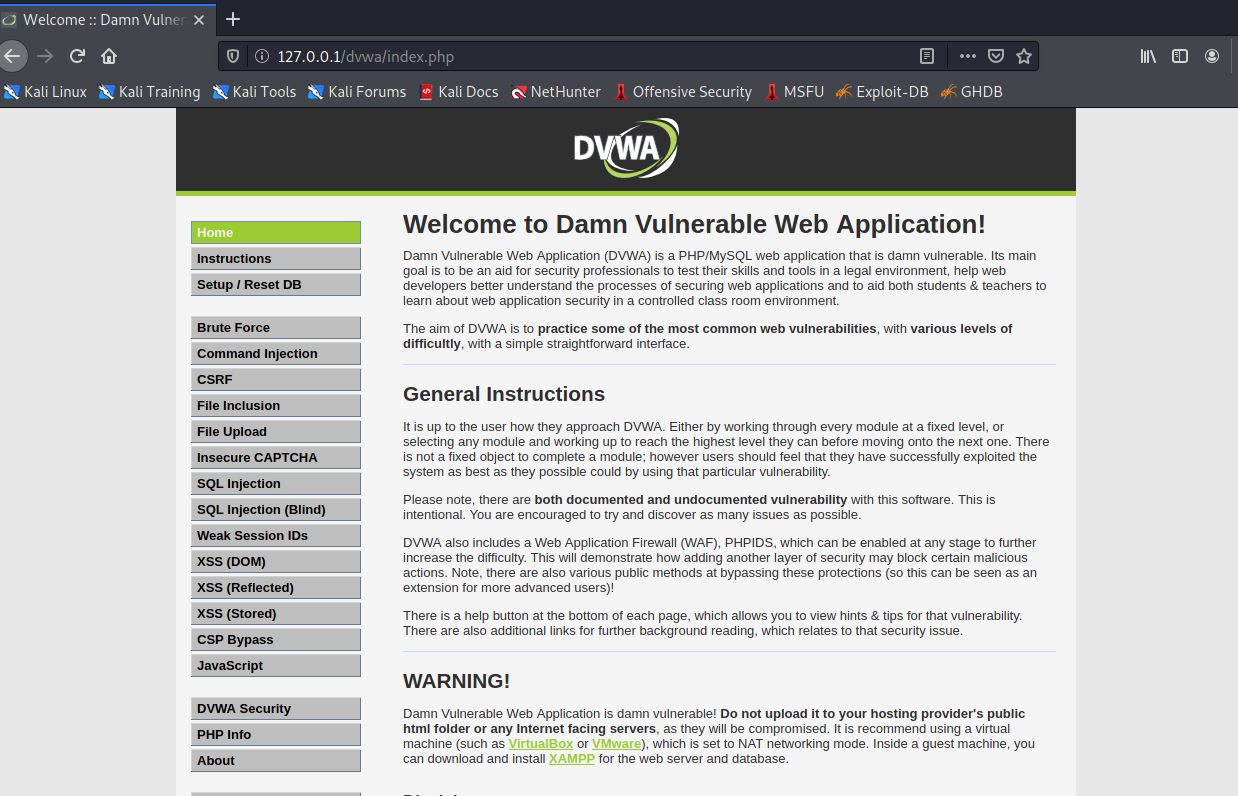 Welcome :: Damn Vulner
127.0.0.1/dvwa/index.php
Kali Linux Kali Training Kali Tools Kali Forums Kali Docs NetHunter Offensive Security MSFU Exploit-DB GHDB
DVWA
Home
Instructions
Setup / Reset DB
Brute Force
Command Injection
CSRF
File Inclusion
File Upload
Insecure CAPTCHA
SQL Injection
SQL Injection (Blind)
Weak Session IDs
XSS (DOM)
XSS (Reflected)
XSS (Stored)
CSP Bypass
JavaScript
DVWA Security
PHP Info
About
Welcome to Damn Vulnerable Web Application!
Damn Vulnerable Web Application (DVWA) is a PHP/MySQL web application that is damn vulnerable. Its main
goal is to be an aid for security professionals to test their skills and tools in a legal environment, help web
developers better understand the processes of securing web applications and to aid both students & teachers to
learn about web application security in a controlled class room environment.
The aim of DVWA is to practice some of the most common web vulnerabilities, with various levels of
difficultly, with a simple straightforward interface.
General Instructions
It is up to the user how they approach DVWA. Either by working through every module at a fixed level, or
selecting any module and working up to reach the highest level they can before moving onto the next one. There
is not a fixed object to complete a module; however users should feel that they have successfully exploited the
system as best as they possible could by using that particular vulnerability.
Please note, there are both documented and undocumented vulnerability with this software. This is
intentional. You are encouraged to try and discover as many issues as possible.
DVWA also includes a Web Application Firewall (WAF), PHPIDS, which can be enabled at any stage to further
increase the difficulty. This will demonstrate how adding another layer of security may block certain malicious
actions. Note, there are also various public methods at bypassing these protections (so this can be seen as an
extension for more advanced users)!
There is a help button at the bottom of each page, which allows you to view hints & tips for that vulnerability.
There are also additional links for further background reading, which relates to that security issue.
WARNING!
Damn Vulnerable Web Application is damn vulnerable! Do not upload it to your hosting provider's public
html folder or any Internet facing servers, as they will be compromised. It is recommend using a virtual
machine (such as VirtualBox or VMware), which is set to NAT networking mode. Inside a guest machine, you
can download and install XAMPP for the web server and database.